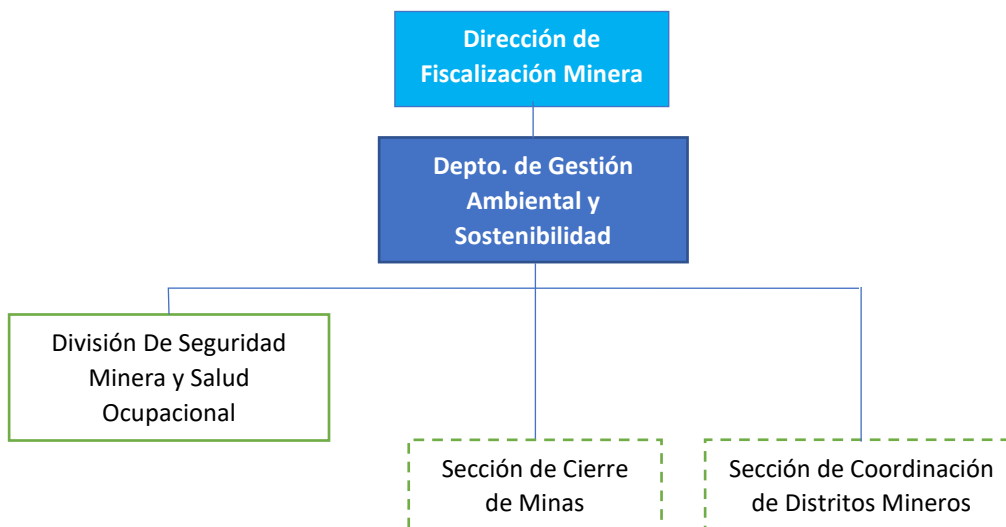 Dirección de
Fiscalización Minera
Depto. de Gestión
Ambiental y
Sostenibilidad
División De Seguridad
Minera y Salud
Ocupacional
Sección de Cierre
de Minas
Sección de Coordinación
de Distritos Mineros